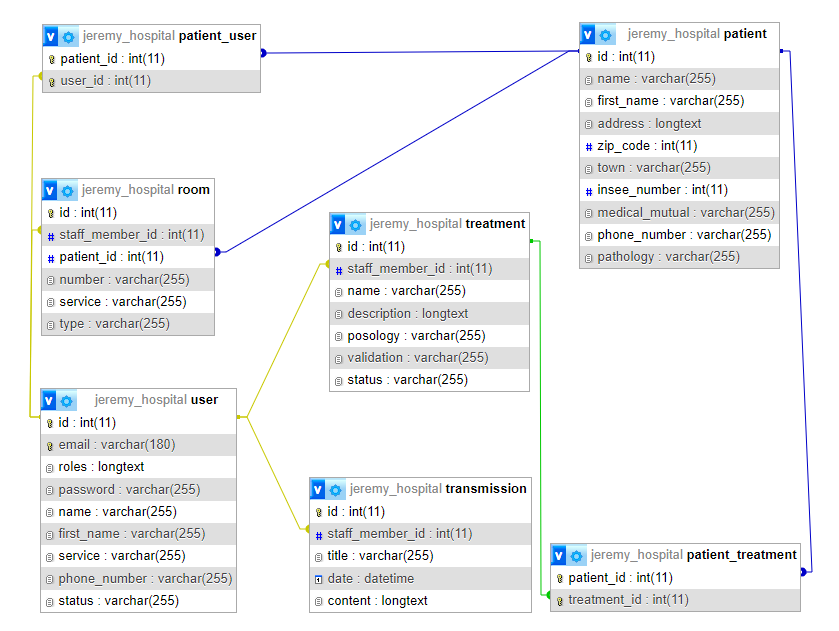 jeremy_hospital patient_user
patient_id : int(11)
user_id : int(11)
jeremy_hospital patient
id : int(11)
name : varchar(255)
first_name : varchar(255)
address : longtext
# zip_code : int(11)
town : varchar(255)
# insee_number : int(11)
medical_mutual : varchar(255)
phone_number : varchar(255)
pathology : varchar(255)
jeremy_hospital room
id : int(11)
# staff_member_id : int(11)
# patient_id : int(11)
number : varchar(255)
service : varchar(255)
type : varchar(255)
jeremy_hospital treatment
id : int(11)
# staff_member_id : int(11)
name : varchar(255)
description : longtext
posology : varchar(255)
validation : varchar(255)
status : varchar(255)
jeremy_hospital user
id : int(11)
email : varchar(180)
roles : longtext
password : varchar(255)
name : varchar(255)
first_name : varchar(255)
service : varchar(255)
phone_number : varchar(255)
status : varchar(255)
jeremy_hospital transmission
id : int(11)
# staff_member_id : int(11)
title : varchar(255)
date : datetime
content : longtext
jeremy_hospital patient_treatment
patient_id : int(11)
treatment_id : int(11)